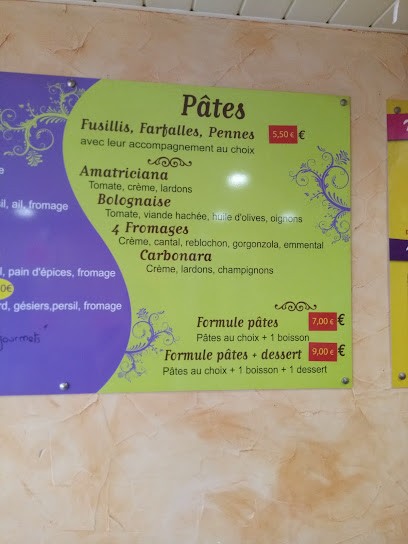 Pâtes
Fusillis, Farfalles, Pennes 5,50 € €
avec leur accompagnement au choix
Amatriciana
Tomate, crème, lardons
Bolognaise
Tomate, viande hachée, huile d'olives, oignons
4 Fromages
Crème, cantal, reblochon, gorgonzola, emmental
Carbonara
Crème, lardons, champignons
Formule pâtes 7,00 € €
Pâtes au choix + 1 boisson
Formule pâtes + dessert 9,00 € €
Pâtes au choix + 1 boisson + 1 dessert
ail, fromage
pain d'épices, fromage
0€
gésiers, persil, fromage
gourmets